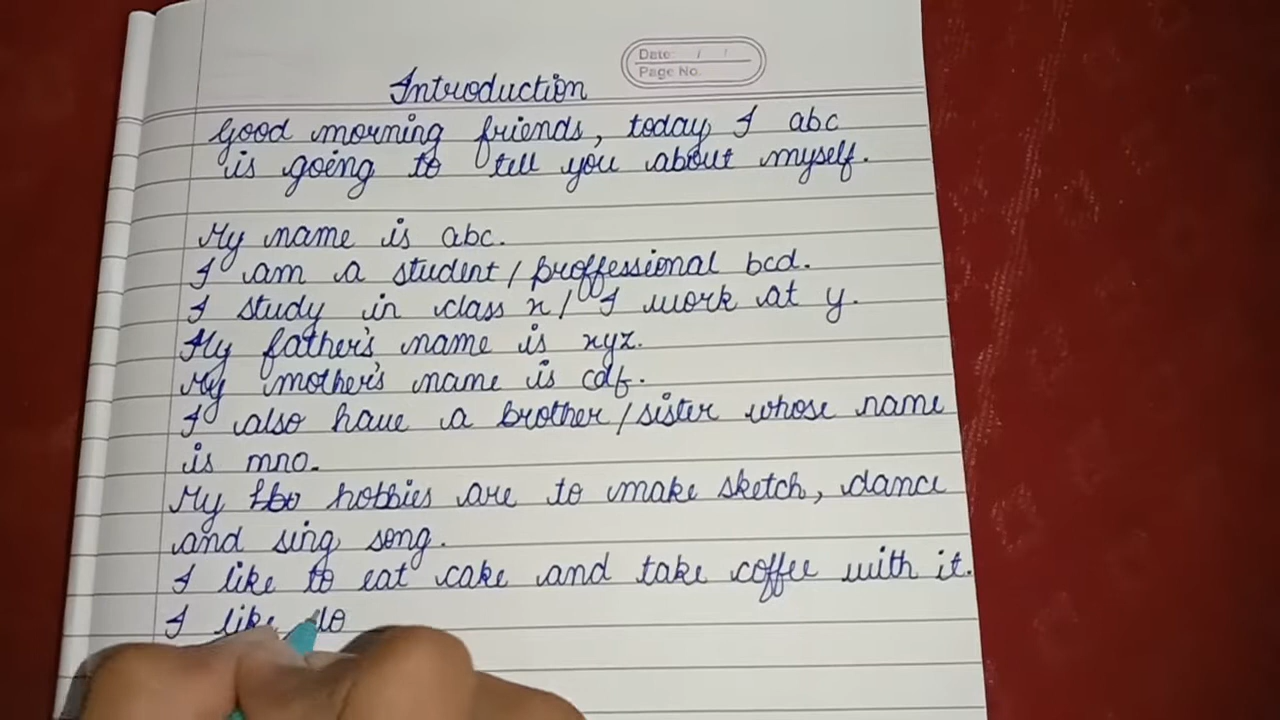 Date: / /
Page No.
Introduction
Good morning friends, today I abc
is going to tell you about myself.
My name is abc.
I am a student / proffessional bcd.
I study in class x / I work at y.
My father's name is xyz.
My mother's name is cdf.
I also have a brother / sister whose name
is mno.
My hobbies are to make sketch, dance
and sing song.
I like to eat cake and take coffee with it.
I like